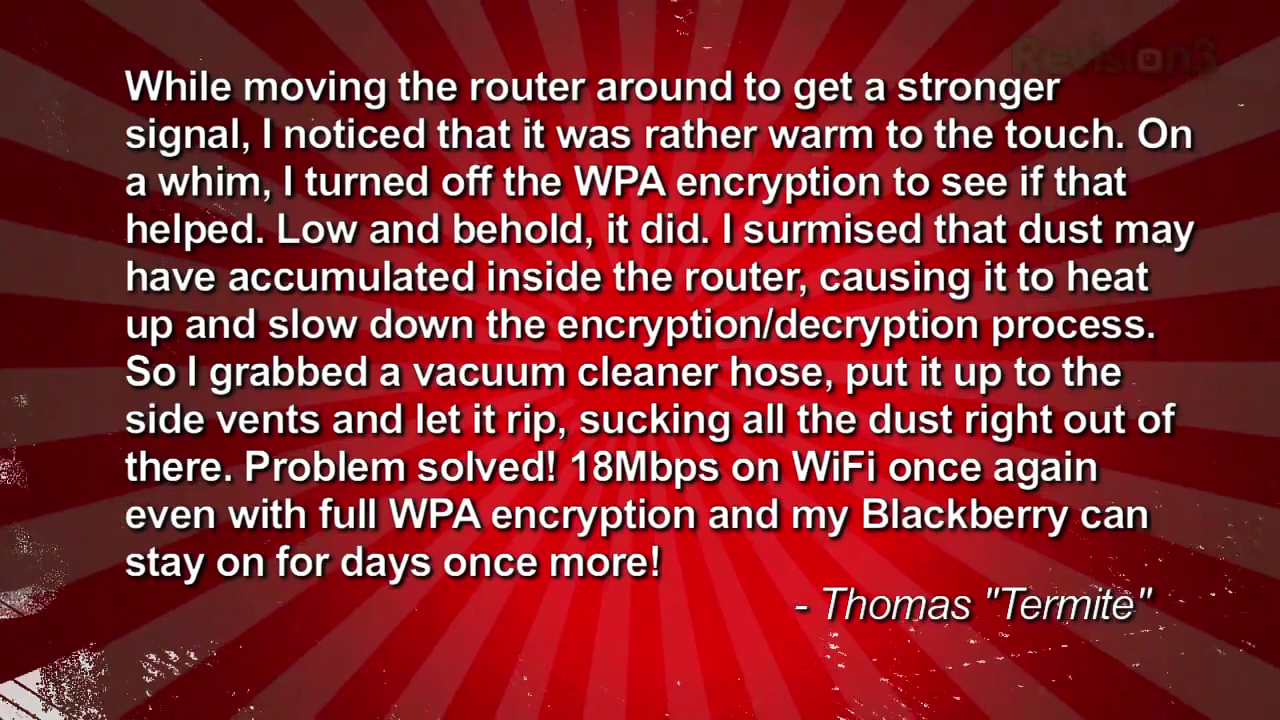 Revision3
While moving the router around to get a stronger
signal, I noticed that it was rather warm to the touch. On
a whim, I turned off the WPA encryption to see if that
helped. Low and behold, it did. I surmised that dust may
have accumulated inside the router, causing it to heat
up and slow down the encryption/decryption process.
So I grabbed a vacuum cleaner hose, put it up to the
side vents and let it rip, sucking all the dust right out of
there. Problem solved! 18Mbps on WiFi once again
even with full WPA encryption and my Blackberry can
stay on for days once more!
- Thomas "Termite"